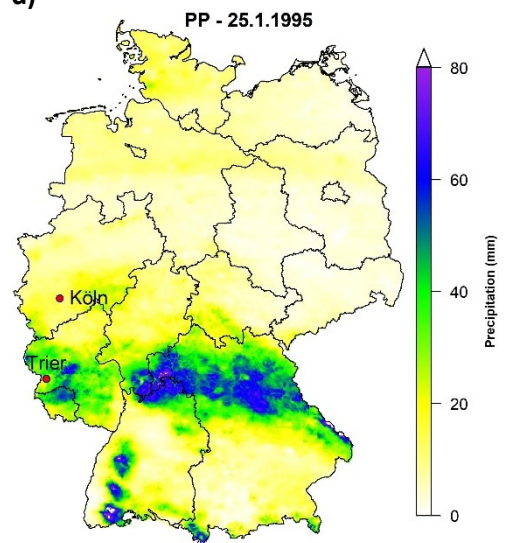 d)
PP - 25.1.1995
80
60
40
20
0
Precipitation (mm)
Köln
Trier